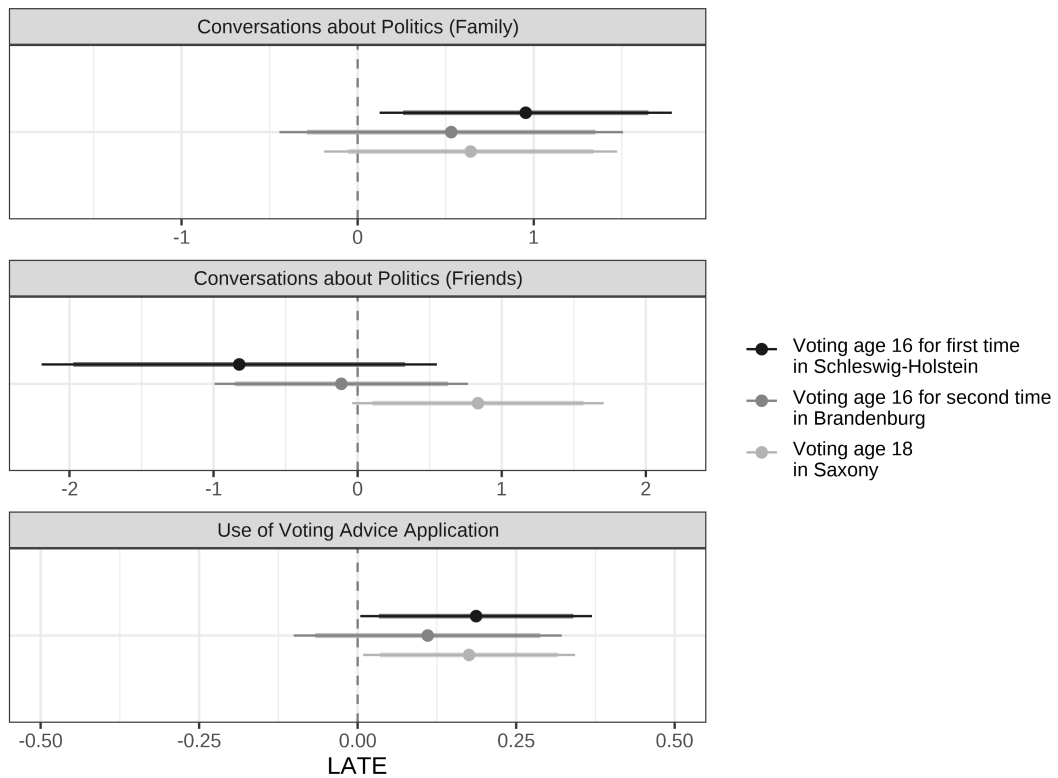 Conversations about Politics (Family)
-1 0 1
Conversations about Politics (Friends)
-2 -1 0 1 2
Use of Voting Advice Application
-0.50 -0.25 0.00 0.25 0.50
LATE
Voting age 16 for first time
in Schleswig-Holstein
Voting age 16 for second time
in Brandenburg
Voting age 18
in Saxony